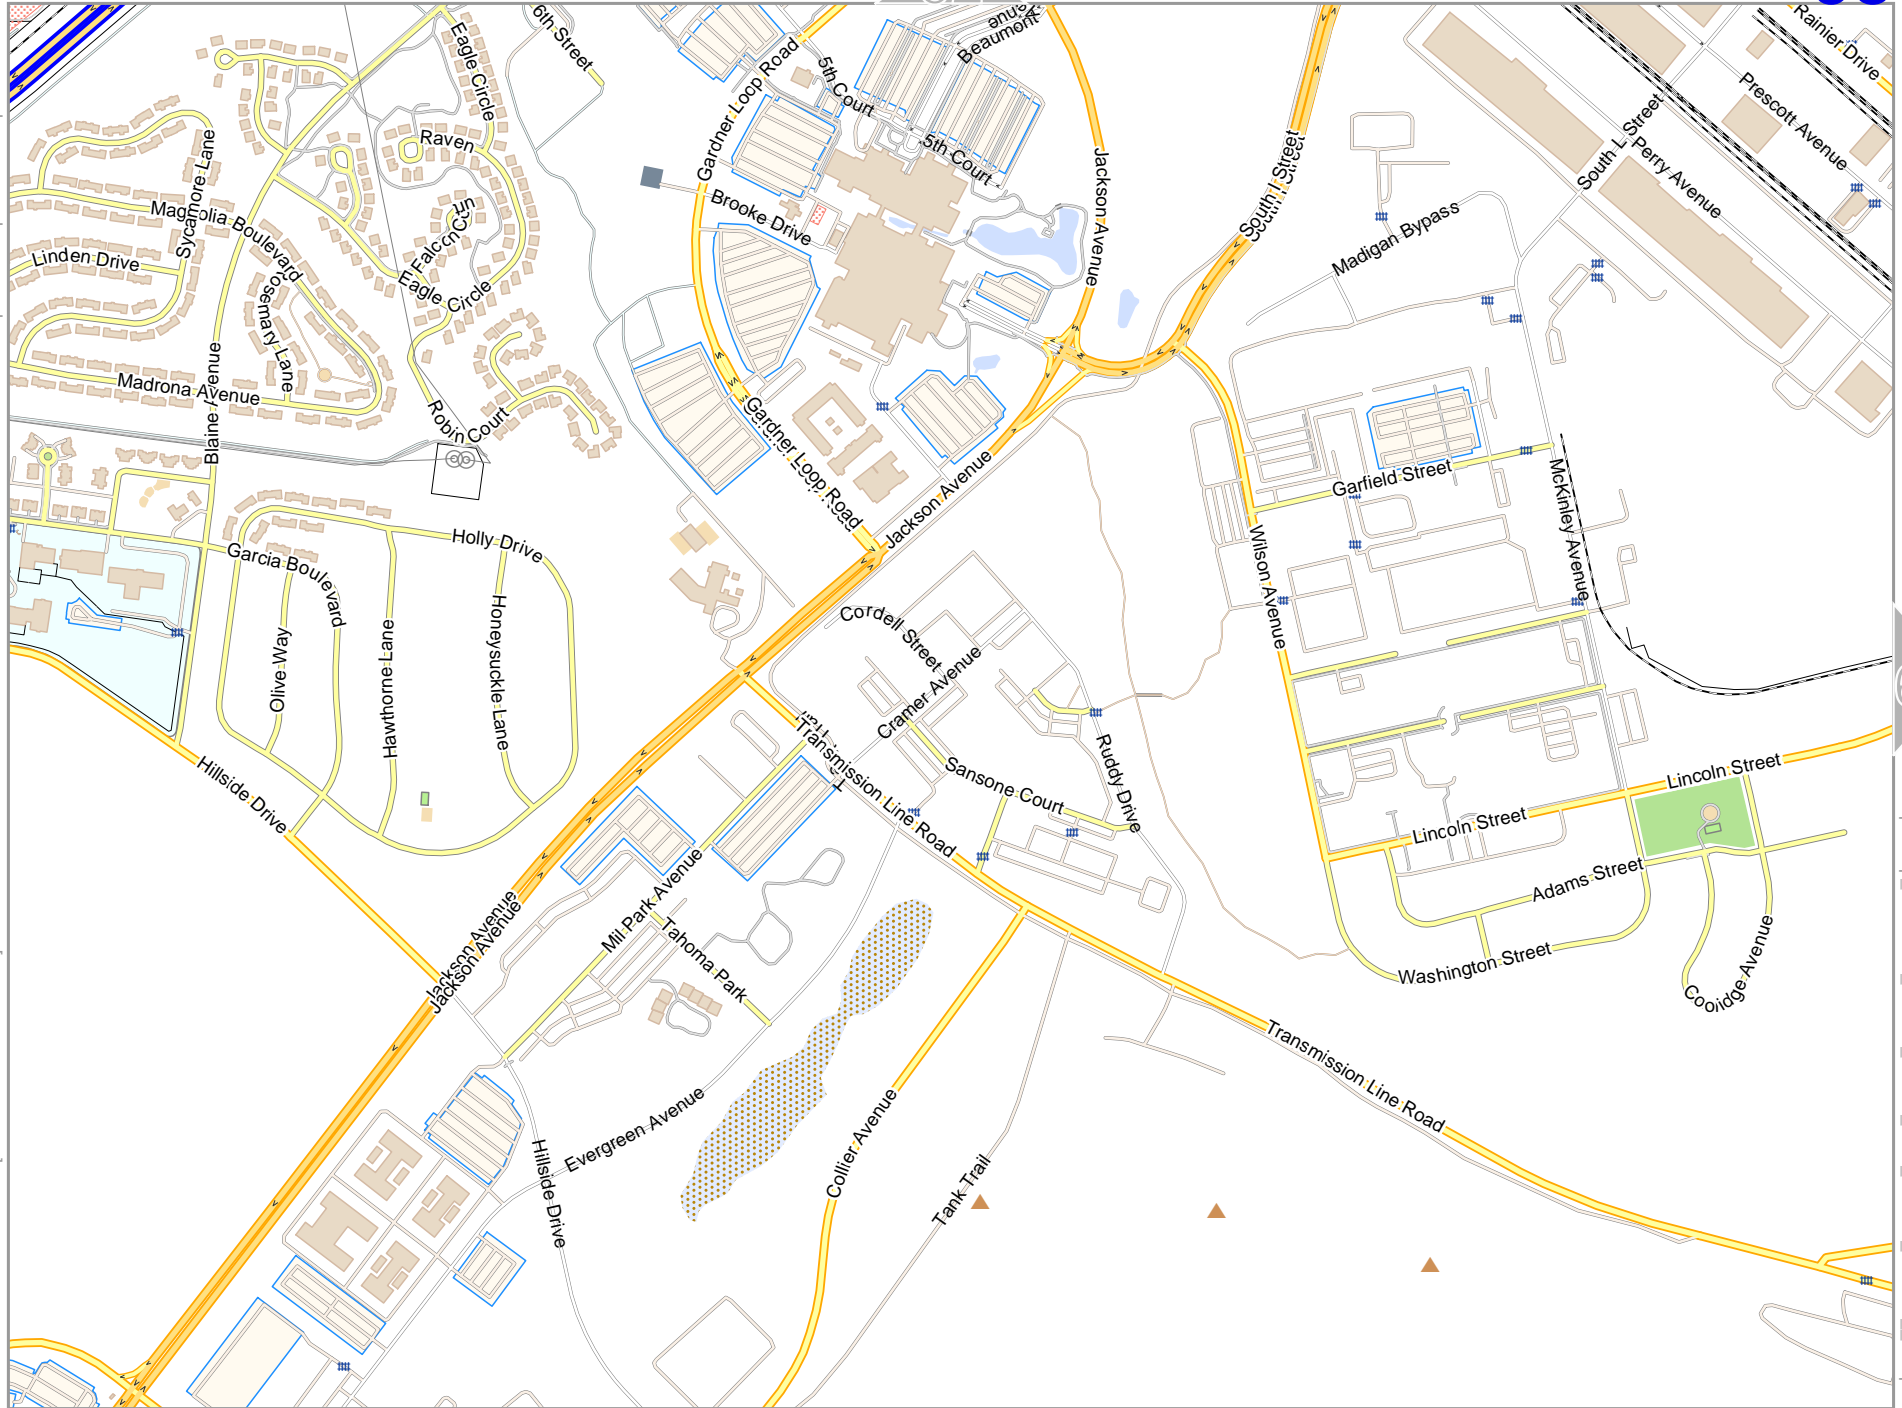 6th Street
Eagle Circle
Gardner Loop Road
5th Court
Beaumont
5th Court
Jackson Avenue
South I Street
Rainier Drive
Prescott Avenue
South L Street
Perry Avenue
Madigan Bypass
Raven
Sycamore Lane
Magnolia Boulevard
Linden Drive
Eagle Circle
Brooke Drive
Madrona Avenue
Blaine Avenue
Robin Court
Gardner Loop Road
Jackson Avenue
Garfield Street
McKinley Avenue
Wilson Avenue
Holly Drive
Garcia Boulevard
Olive Way
Hawthorne Lane
Honeysuckle Lane
Cordell Street
Cramer Avenue
Transmission Line Road
Sansone Court
Ruddy Drive
Hillside Drive
Lincoln Street
Lincoln Street
Adams Street
Washington Street
Coolidge Avenue
Jackson Avenue
Jackson Avenue
Mil Park Avenue
Tahoma Park
Transmission Line Road
Evergreen Avenue
Hillside Drive
Collier Avenue
Tank Trail